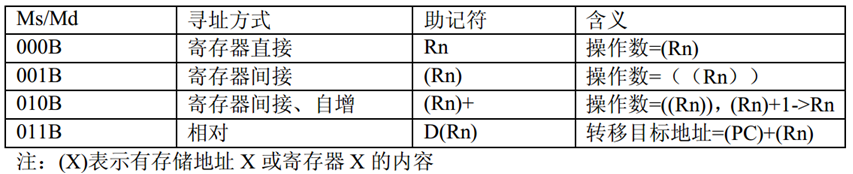 Ms/Md 寻址方式 助记符 含义
000B 寄存器直接 Rn 操作数=(Rn)
001B 寄存器间接 (Rn) 操作数=（（Rn））
010B 寄存器间接、自增 (Rn)+ 操作数=((Rn))，(Rn)+1->Rn
011B 相对 D(Rn) 转移目标地址=(PC)+(Rn)
注：(X)表示有存储地址 X 或寄存器 X 的内容